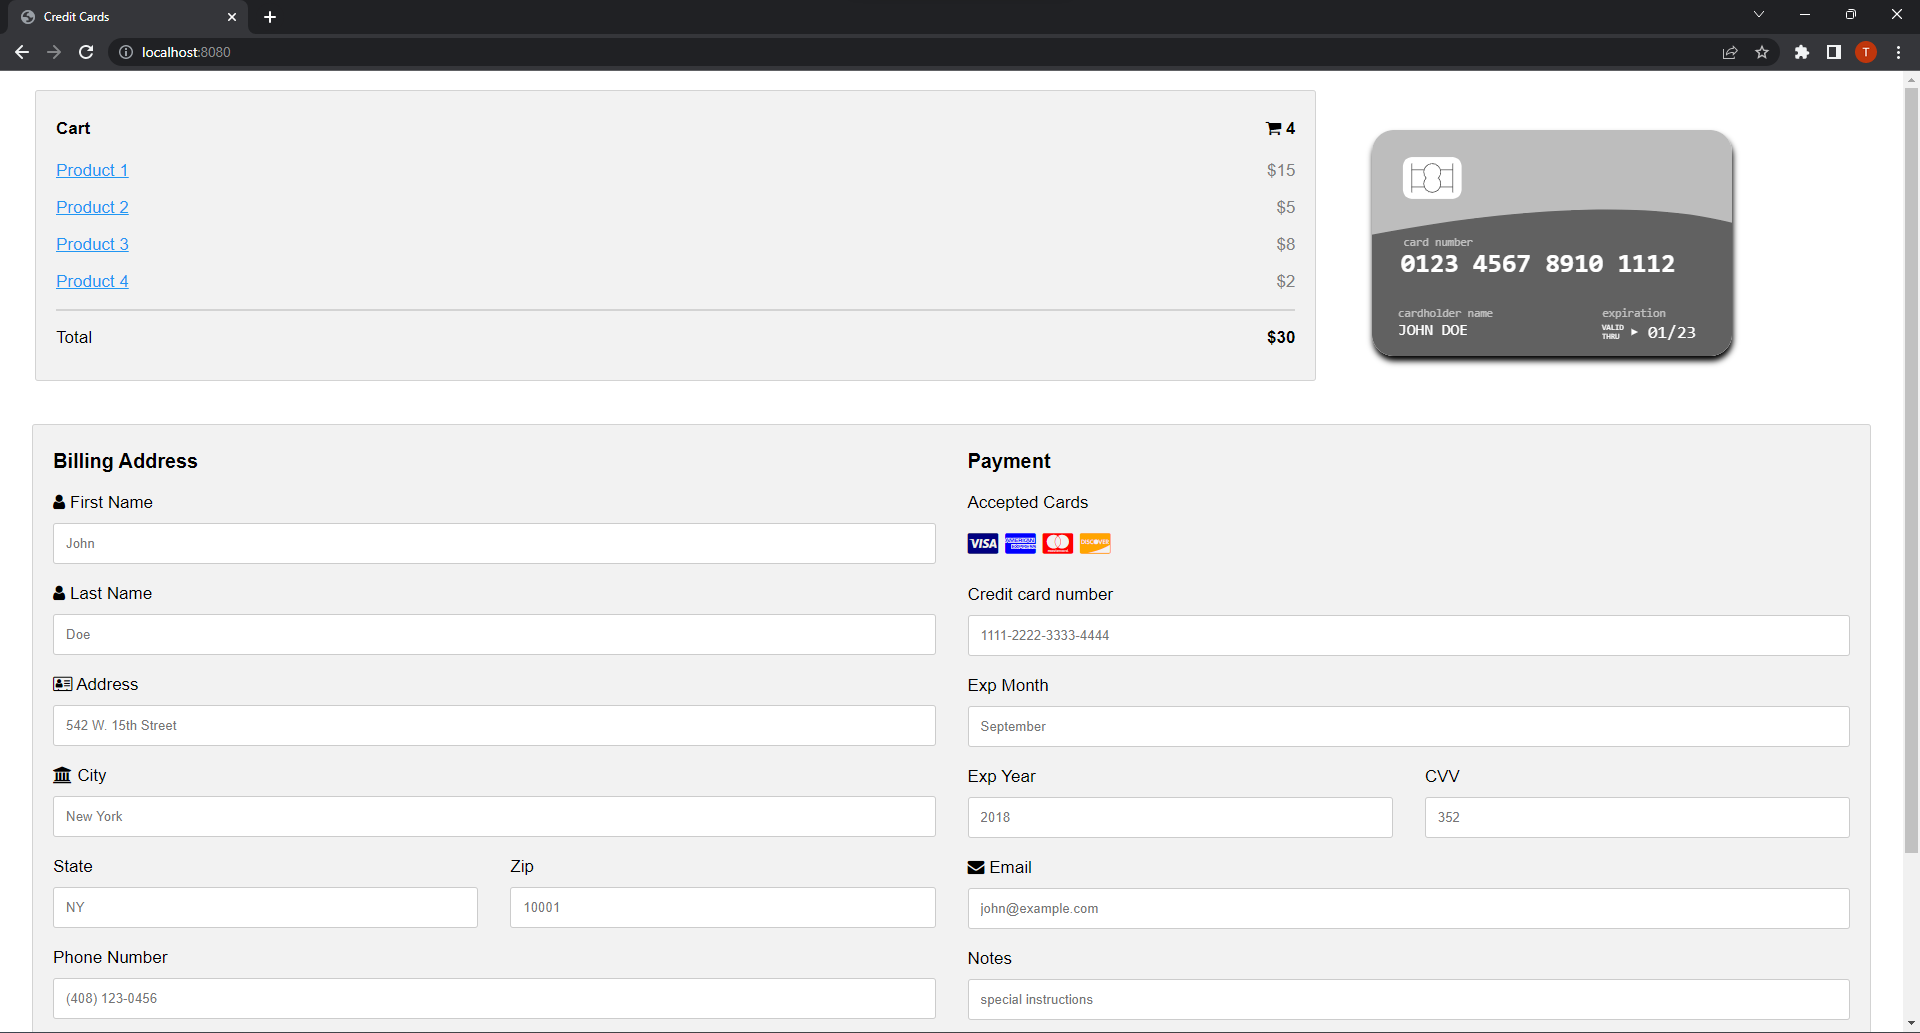 Credit Cards
localhost:8080
T
Cart 4
Product 1 $15
Product 2 $5
Product 3 $8
Product 4 $2
Total $30
card number
0123 4567 8910 1112
cardholder name
JOHN DOE
expiration
VALID
THRU
01/23
Billing Address
First Name
John
Last Name
Doe
Address
542 W. 15th Street
City
New York
State
NY
Zip
10001
Phone Number
(408) 123-0456
Payment
Accepted Cards
VISA
AMERICAN
EXPRESS
DISCOVER
Credit card number
1111-2222-3333-4444
Exp Month
September
Exp Year
2018
CVV
352
Email
john@example.com
Notes
special instructions